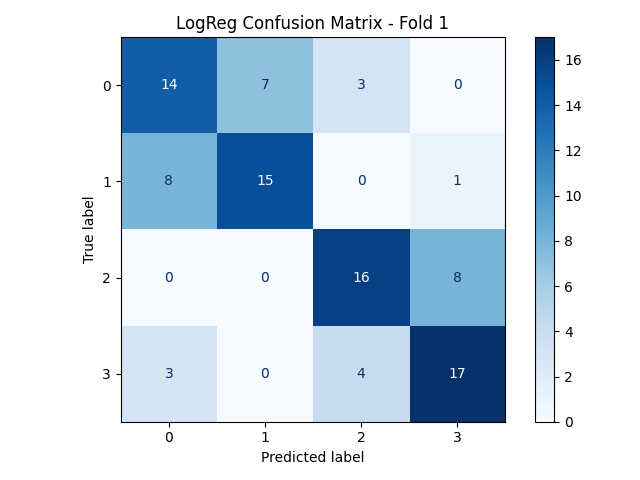 LogReg Confusion Matrix - Fold 1
0 14 7 3 0
1 8 15 0 1
2 0 0 16 8
3 3 0 4 17
0 1 2 3
True label
Predicted label
16
14
12
10
8
6
4
2
0